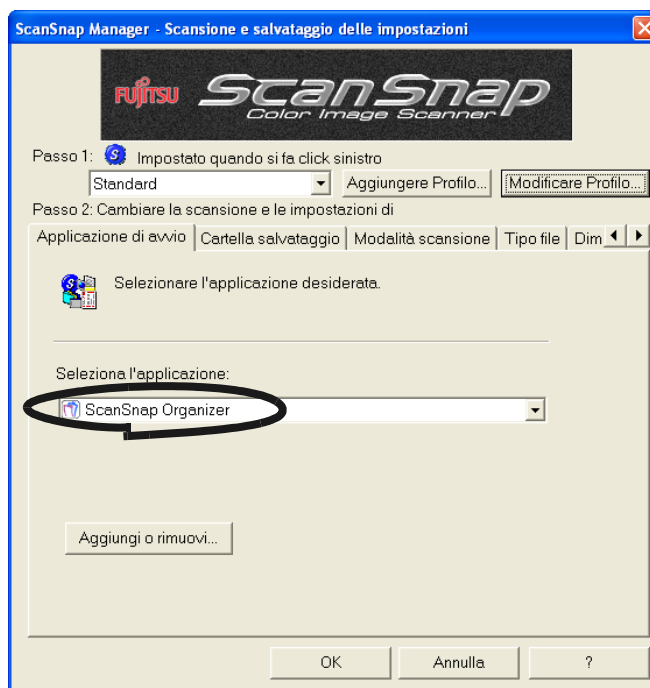 ScanSnap Manager - Scansione e salvataggio delle impostazioni
FUJITSU ScanSnap
Color Image Scanner
Passo 1: S Impostato quando si fa click sinistro
Standard Aggiungere Profilo... Modificare Profilo...
Passo 2: Cambiare la scansione e le impostazioni di
Applicazione di avvio Cartella salvataggio Modalità scansione Tipo file Dim
Selezionare l'applicazione desiderata.
Seleziona l'applicazione:
ScanSnap Organizer
Aggiungi o rimuovi...
OK Annulla ?